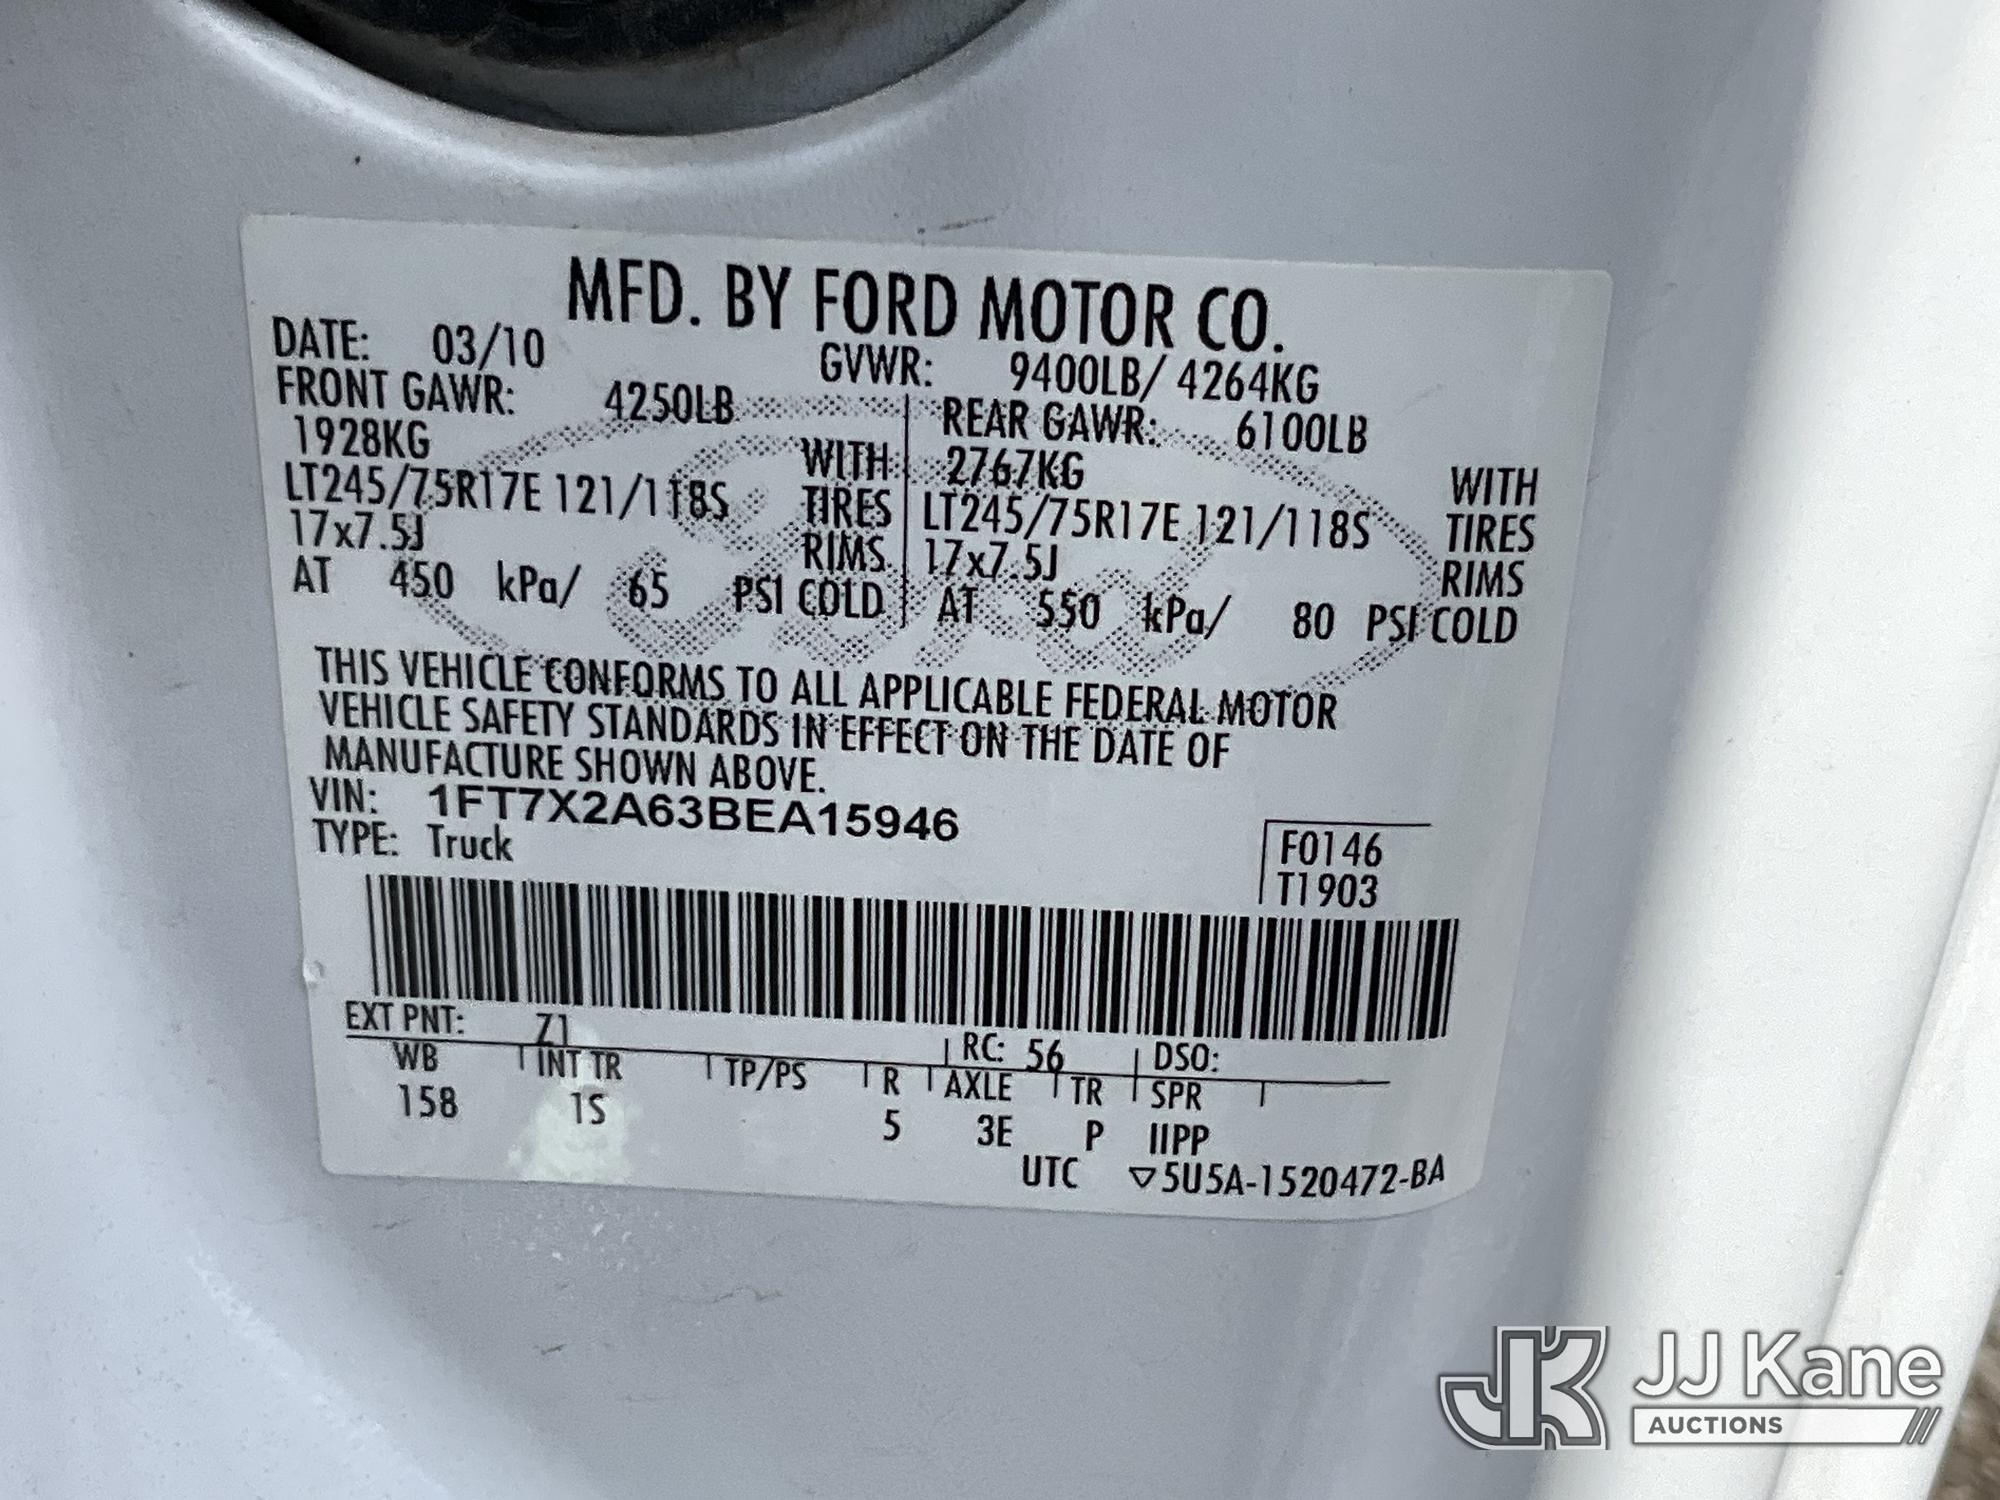 MFD. BY FORD MOTOR CO.
DATE: 03/10 GVWR: 9400LB/ 4264KG
FRONT GAWR: 4250LB REAR GAWR: 6100LB
1928KG WITH 2767KG WITH
LT245/75R17E 121/118S TIRES LT245/75R17E 121/118S TIRES
17x7.5J RIMS 17x7.5J RIMS
AT 450 kPa/ 65 PSI COLD AT 550 kPa/ 80 PSI COLD
THIS VEHICLE CONFORMS TO ALL APPLICABLE FEDERAL MOTOR
VEHICLE SAFETY STANDARDS IN EFFECT ON THE DATE OF
MANUFACTURE SHOWN ABOVE.
VIN: 1FT7X2A63BEA15946
TYPE: Truck
F0146
T1903
EXT PNT: Z1 RC: 56 DSO:
WB INT TR TP/PS R AXLE TR SPR
158 1S 5 3E P IIPP
UTC ▽5U5A-1520472-BA
JK JJ Kane
AUCTIONS